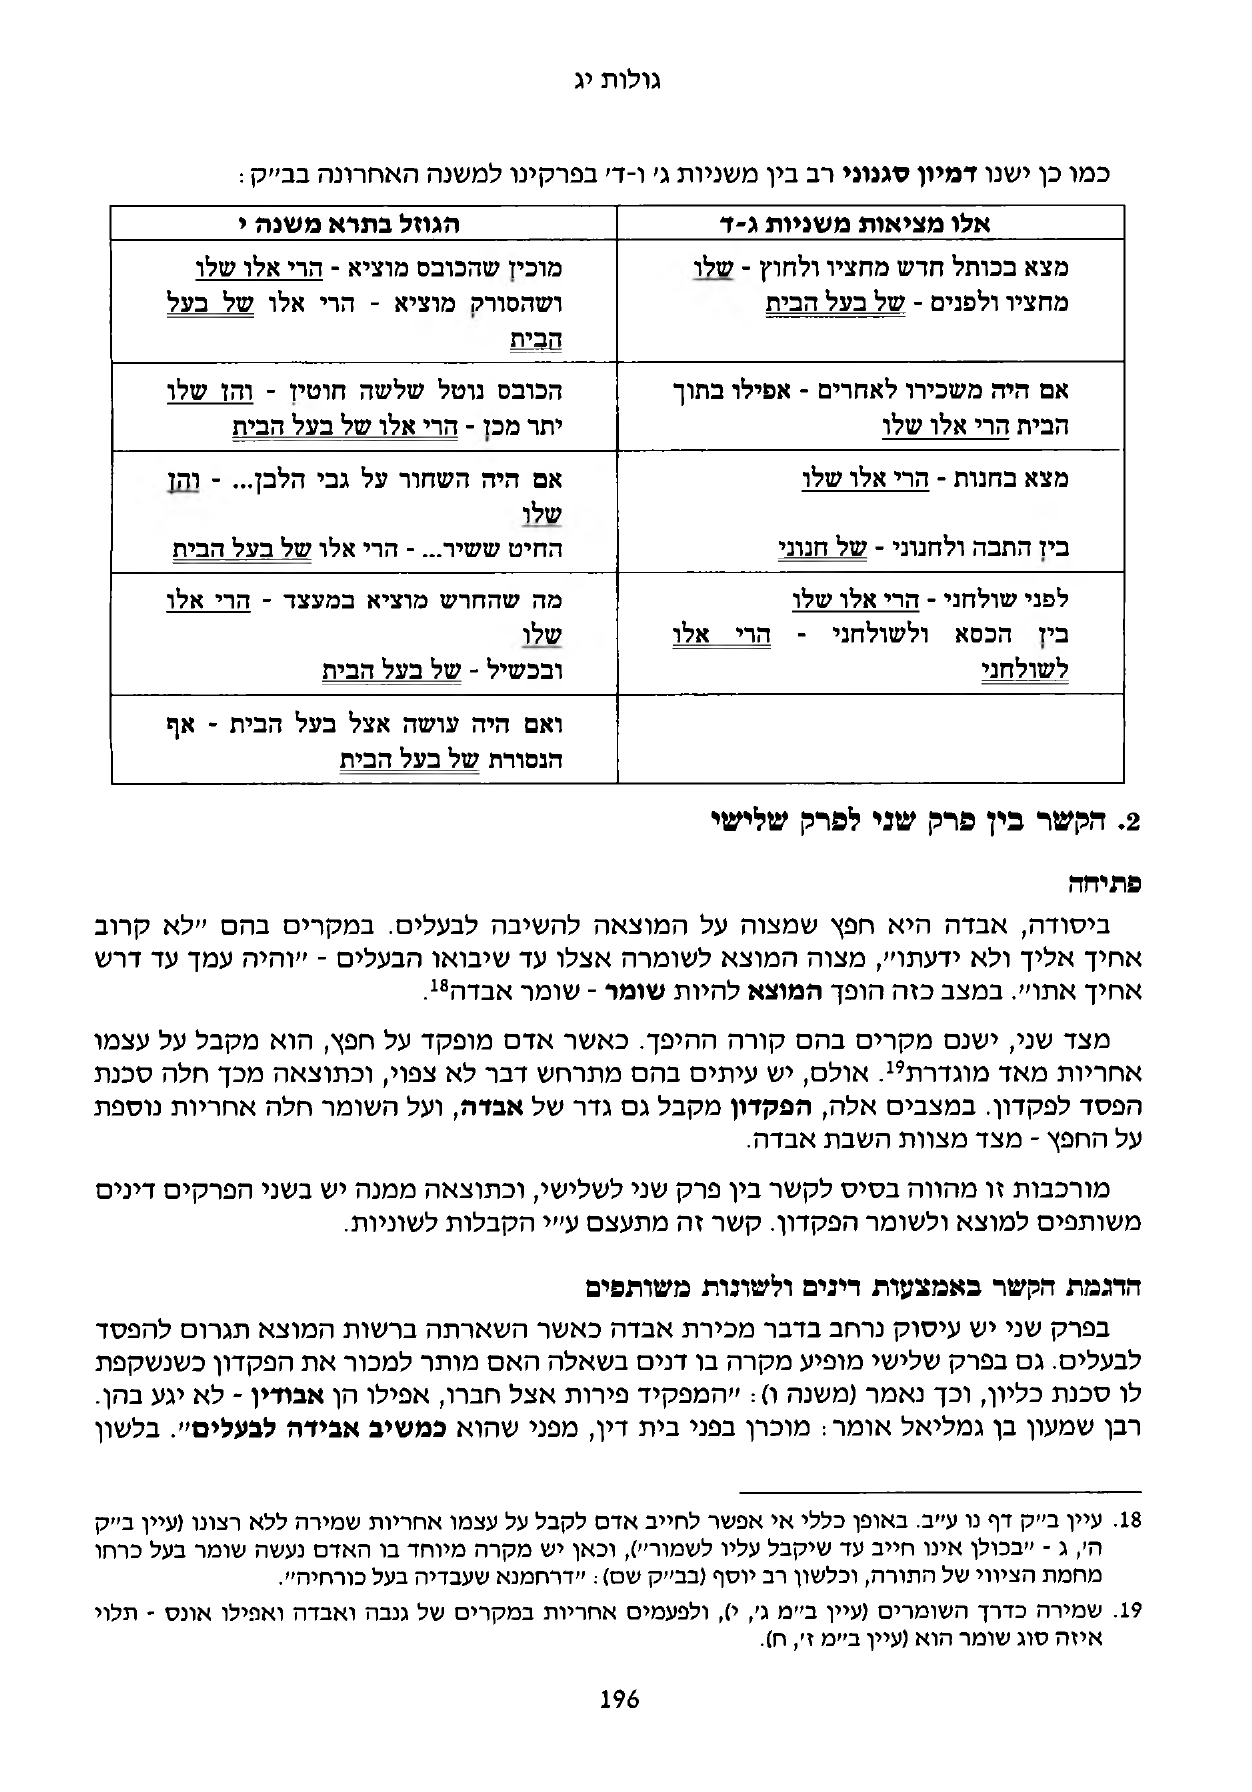 גולות יג
כמו כן ישנו דמיון סגנוני רב בין משניות ג' ו-ד' בפרקינו למשנה האחרונה בב"ק:
אלו מציאות משניות ג-ד
הגוזל בתרא משנה י
מצא בכותל חדש מחציו ולחוץ - שלו
מחציו ולפנים - של בעל הבית
מוכין שהכובס מוציא - הרי אלו שלו
ושהסורק מוציא - הרי אלו של בעל
הבית
אם היה משכירו לאחרים - אפילו בתוך
הבית הרי אלו שלו
הכובס נוטל שלשה חוטין - והן שלו
יתר מכן - הרי אלו של בעל הבית
מצא בחנות - הרי אלו שלו
בין התבה ולחנוני - של חנוני
אם היה השחור על גבי הלבן... - והן
שלו
החיט ששייר... - הרי אלו של בעל הבית
לפני שולחני - הרי אלו שלו
בין הכסא ולשולחני - הרי אלו
לשולחני
מה שהחרש מוציא במעצד - הרי אלו
שלו
ובכשיל - של בעל הבית
ואם היה עושה אצל בעל הבית - אף
הנסורת של בעל הבית
2. הקשר בין פרק שני לפרק שלישי
פתיחה
ביסודה, אבדה היא חפץ שמצוה על המוצאה להשיבה לבעלים. במקרים בהם "לא קרוב
אחיך אליך ולא ידעתו", מצוה המוצא לשומרה אצלו עד שיבואו הבעלים - "והיה עמך עד דרש
אחיך אתו". במצב כזה הופך המוצא להיות שומר - שומר אבדה18.
מצד שני, ישנם מקרים בהם קורה ההיפך. כאשר אדם מופקד על חפץ, הוא מקבל על עצמו
אחריות מאד מוגדרת19. אולם, יש עיתים בהם מתרחש דבר לא צפוי, וכתוצאה מכך חלה סכנת
הפסד לפקדון. במצבים אלה, הפקדון מקבל גם גדר של אבדה, ועל השומר חלה אחריות נוספת
על החפץ - מצד מצוות השבת אבדה.
מורכבות זו מהווה בסיס לקשר בין פרק שני לשלישי, וכתוצאה ממנה יש בשני הפרקים דינים
משותפים למוצא ולשומר הפקדון. קשר זה מתעצם ע"י הקבלות לשוניות.
הדגמת הקשר באמצעות דינים ולשונות משותפים
בפרק שני יש עיסוק נרחב בדבר מכירת אבדה כאשר השארתה ברשות המוצא תגרום להפסד
לבעלים. גם בפרק שלישי מופיע מקרה בו דנים בשאלה האם מותר למכור את הפקדון כשנשקפת
לו סכנת כליון, וכך נאמר (משנה ו): "המפקיד פירות אצל חברו, אפילו הן אבודין - לא יגע בהן.
רבן שמעון בן גמליאל אומר: מוכרן בפני בית דין, מפני שהוא כמשיב אבידה לבעלים". בלשון
18. עיין ב"ק דף נו ע"ב. באופן כללי אי אפשר לחייב אדם לקבל על עצמו אחריות שמירה ללא רצונו (עיין ב"ק
ה', ג - "בכולן אינו חייב עד שיקבל עליו לשמור"), וכאן יש מקרה מיוחד בו האדם נעשה שומר בעל כרחו
מחמת הציווי של התורה, וכלשון רב יוסף (בב"ק שם): "דרחמנא שעבדיה בעל כורחיה".
19. שמירה כדרך השומרים (עיין ב"מ ג', י), ולפעמים אחריות במקרים של גנבה ואבדה ואפילו אונס - תלוי
איזה סוג שומר הוא (עיין ב"מ ז', ח).
196